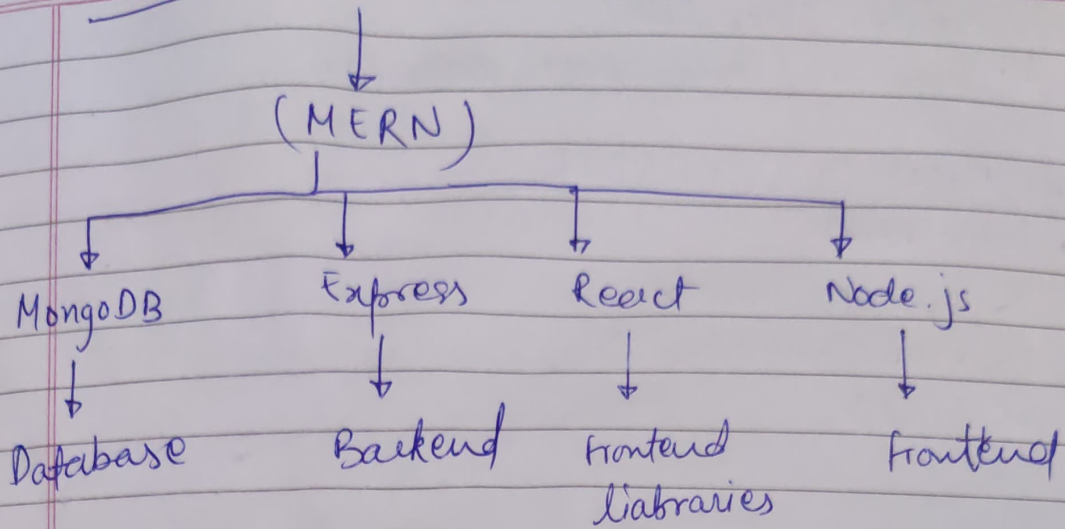 (MERN)
MongoDB Express React Node.js
Database Backend Frontend Frontend
liabraries